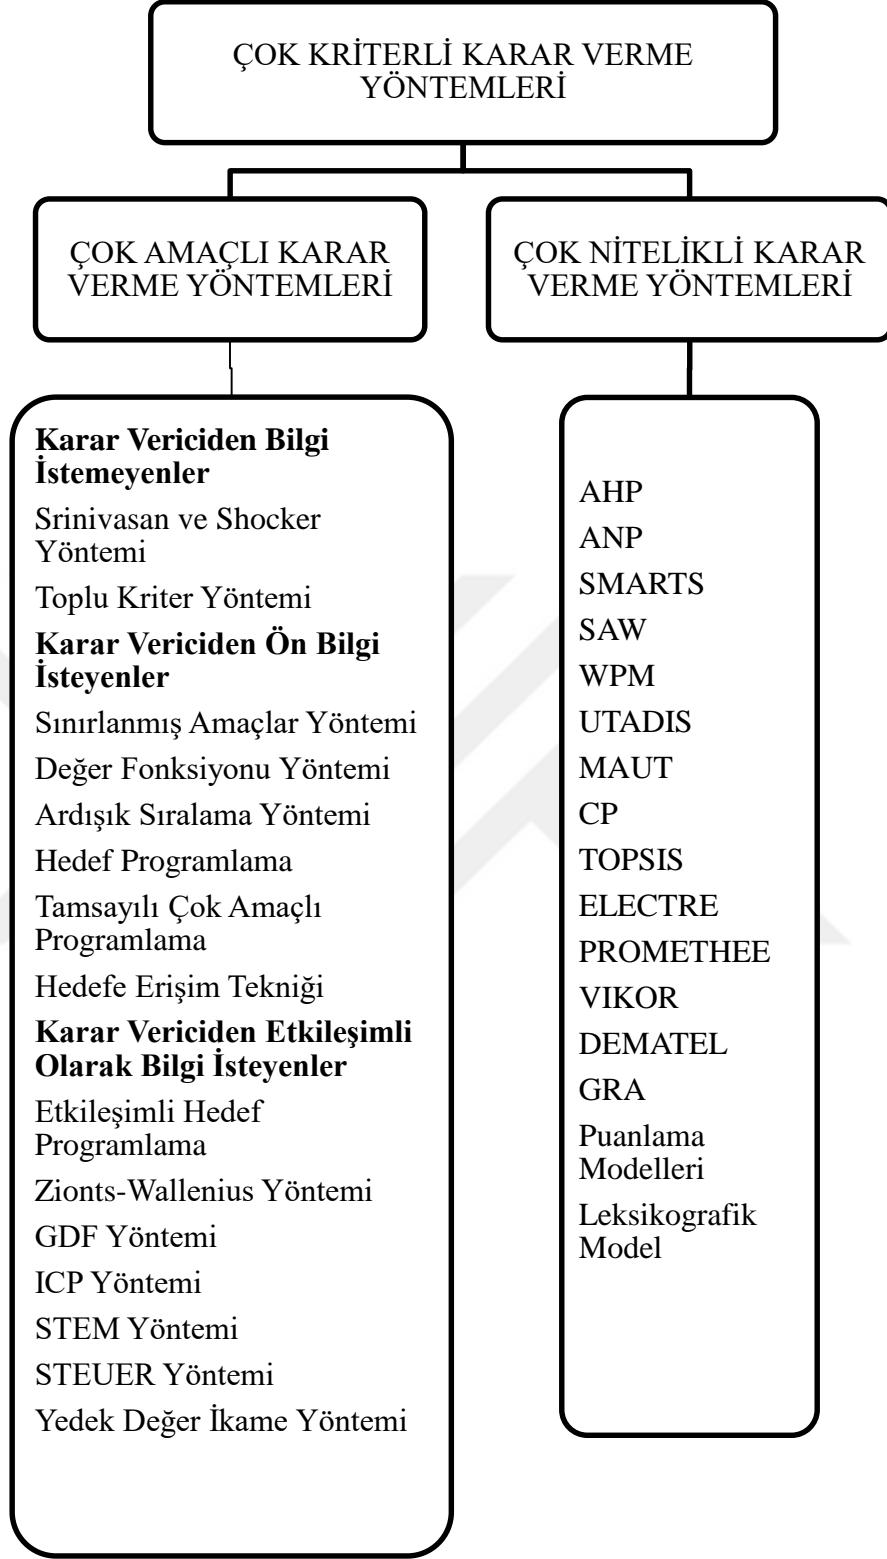 ÇOK KRİTERLİ KARAR VERME
YÖNTEMLERİ
ÇOK AMAÇLI KARAR
VERME YÖNTEMLERİ
ÇOK NİTELİKLİ KARAR
VERME YÖNTEMLERİ
Karar Vericiden Bilgi
İstemeyenler
Srinivasan ve Shocker
Yöntemi
Toplu Kriter Yöntemi
Karar Vericiden Ön Bilgi
İsteyenler
Sınırlanmış Amaçlar Yöntemi
Değer Fonksiyonu Yöntemi
Ardışık Sıralama Yöntemi
Hedef Programlama
Tamsayılı Çok Amaçlı
Programlama
Hedefe Erişim Tekniği
Karar Vericiden Etkileşimli
Olarak Bilgi İsteyenler
Etkileşimli Hedef
Programlama
Zionts-Wallenius Yöntemi
GDF Yöntemi
ICP Yöntemi
STEM Yöntemi
STEUER Yöntemi
Yedek Değer İkame Yöntemi
AHP
ANP
SMARTS
SAW
WPM
UTADIS
MAUT
CP
TOPSIS
ELECTRE
PROMETHEE
VIKOR
DEMATEL
GRA
Puanlama
Modelleri
Leksikografik
Model